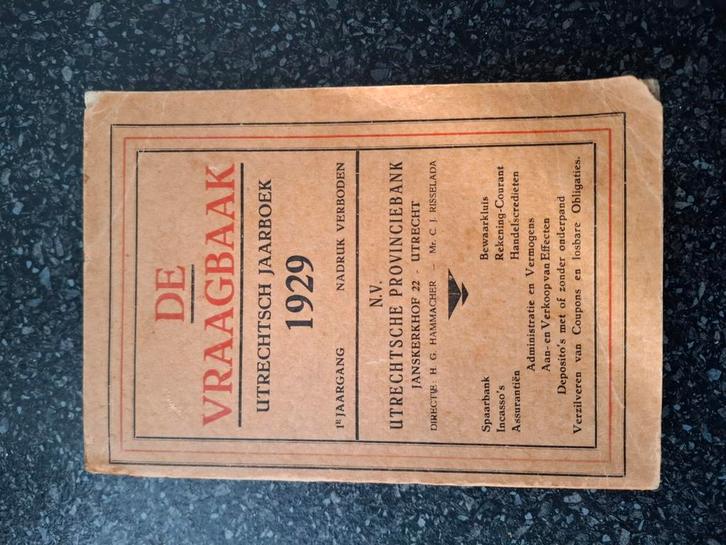 DE
VRAAGBAAK
UTRECHTSCH JAARBOEK
1929
1E JAARGANG NADRUK VERBODEN
N.V.
UTRECHTSCHE PROVINCIEBANK
JANSKERKHOF 22 - UTRECHT
DIRECTIE: H. G. HAMMACHER - Mr. C. J. RISSELADA
Spaarbank Bewaarkluis
Incasso's Rekening-Courant
Assurantiën Handelscredieten
Administratie en Vermogens
Aan- en Verkoop van Effecten
Deposito's met of zonder onderpand
Verzilveren van Coupons en losbare Obligaties.